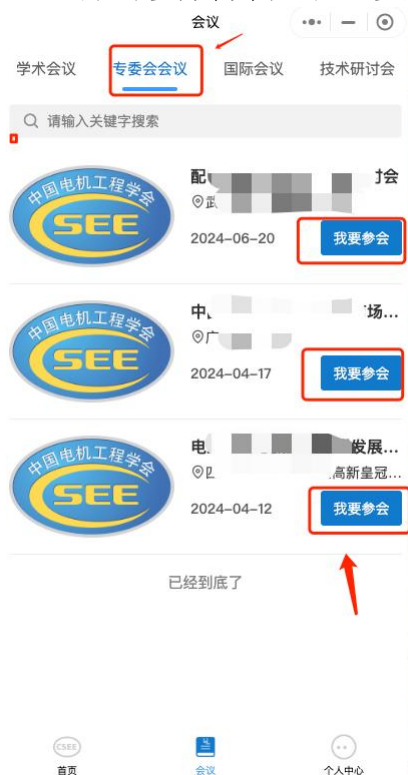 会议
学术会议 专委会会议 国际会议 技术研讨会
请输入关键字搜索
中国电机工程学会
SEE
配 讨会
武
2024-06-20 我要参会
中国电机工程学会
SEE
中 场...
广
2024-04-17 我要参会
中国电机工程学会
SEE
电 发展...
高新皇冠...
2024-04-12 我要参会
已经到底了
CSEE
首页 会议 个人中心